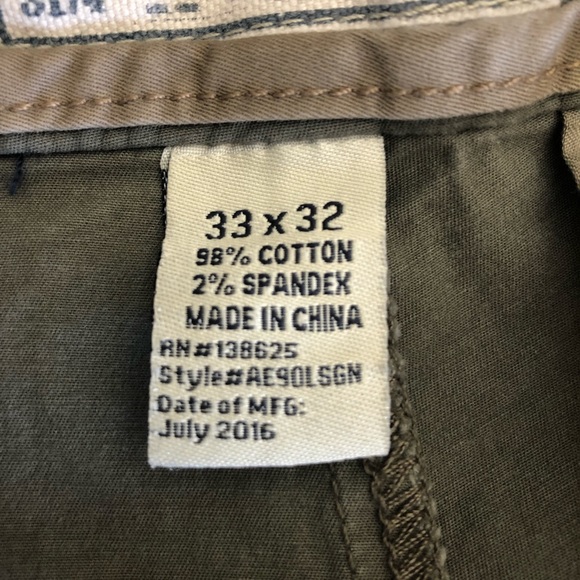 33 x 32
98% COTTON
2% SPANDEX
MADE IN CHINA
RN#138625
Style#AE90LSGN
Date of MFG:
July 2016